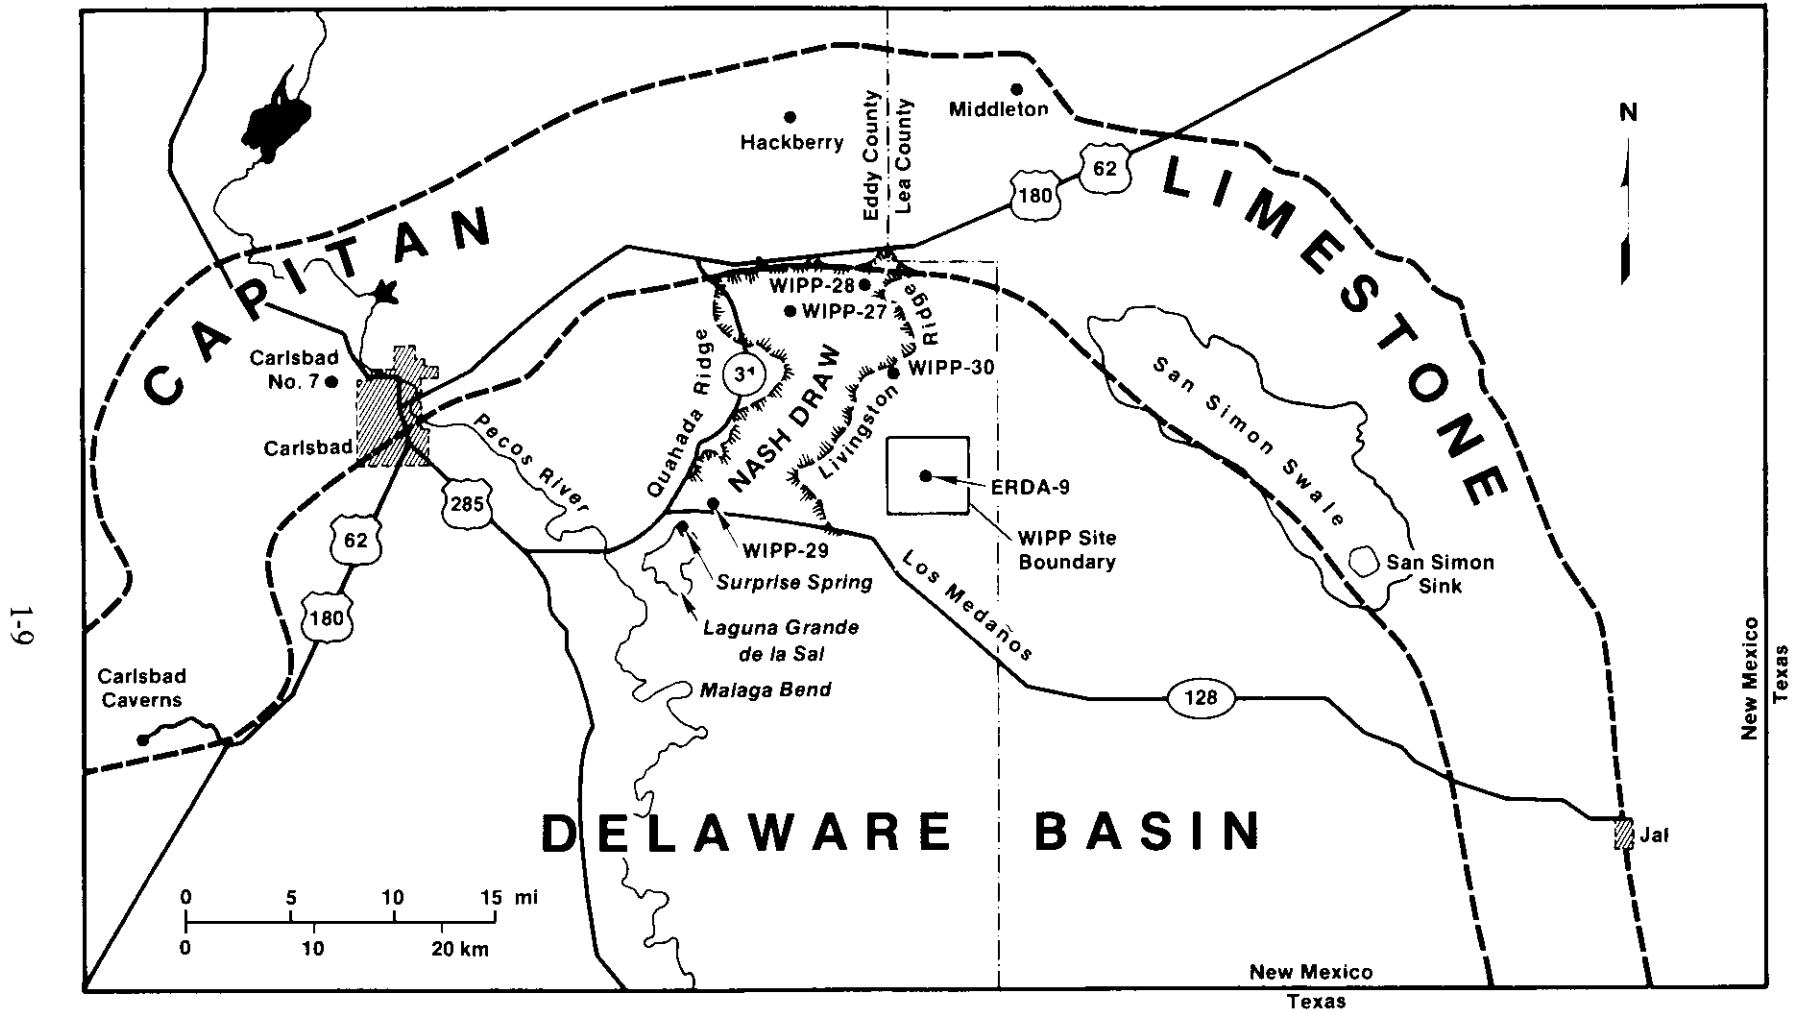 Middleton
Hackberry
Eddy County
Lea County
N
62
180
CAPITAN
LIMESTONE
WIPP-28
WIPP-27
Ridge
Quahada Ridge
31
NASH DRAW
WIPP-30
Livingston
Carlsbad
No. 7
Carlsbad
Pecos River
San Simon Swale
285
ERDA-9
WIPP Site
Boundary
62
WIPP-29
Surprise Spring
San Simon
Sink
Los Medaños
180
Laguna Grande
de la Sal
1-9
Carlsbad
Caverns
Malaga Bend
128
New Mexico
Texas
DELAWARE BASIN
Jal
0 5 10 15 mi
0 10 20 km
New Mexico
Texas